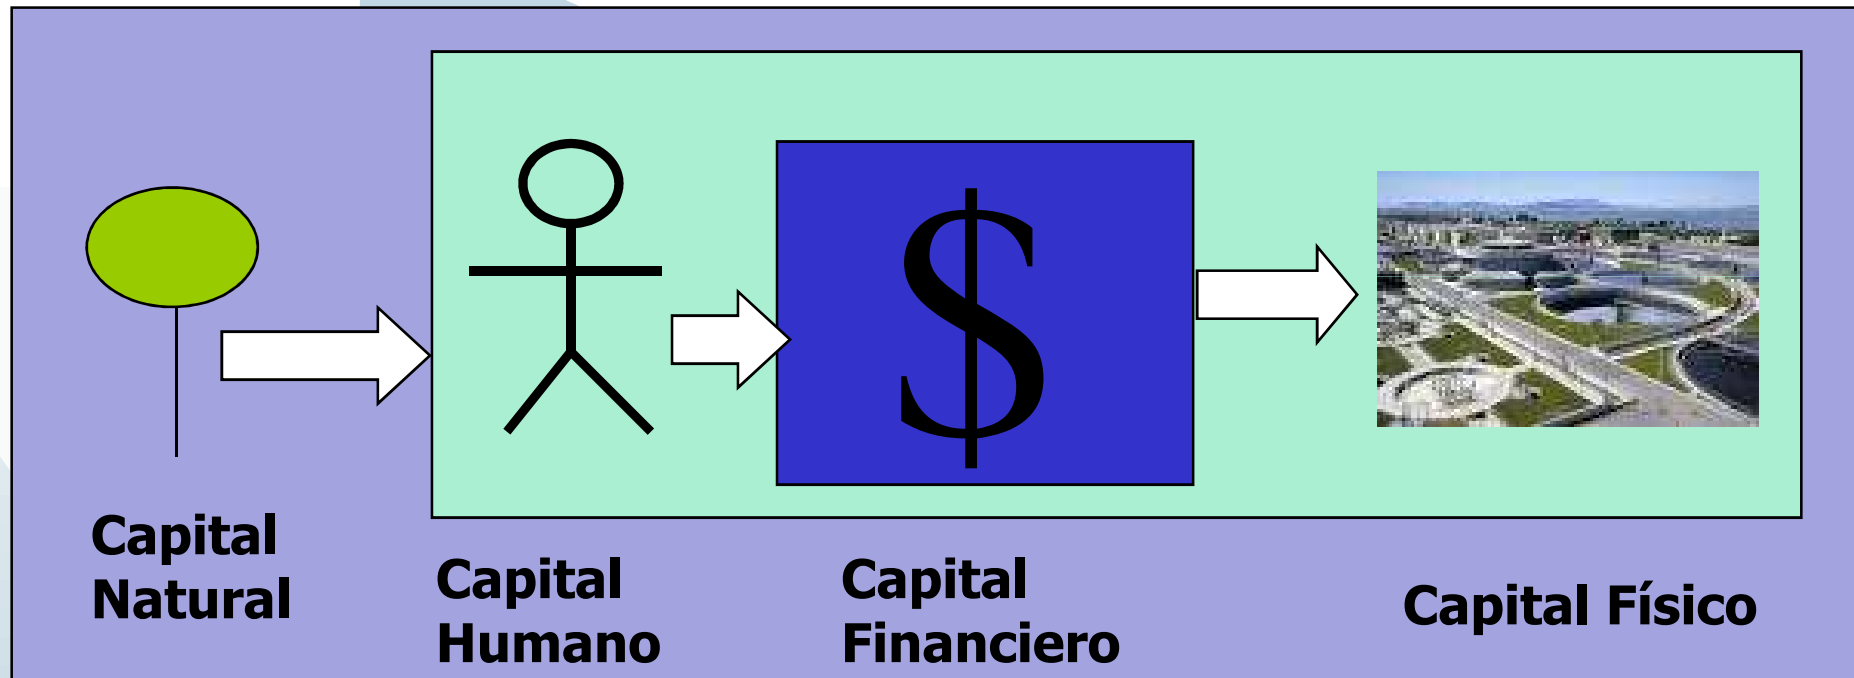 $
Capital
Natural
Capital
Humano
Capital
Financiero
Capital Físico